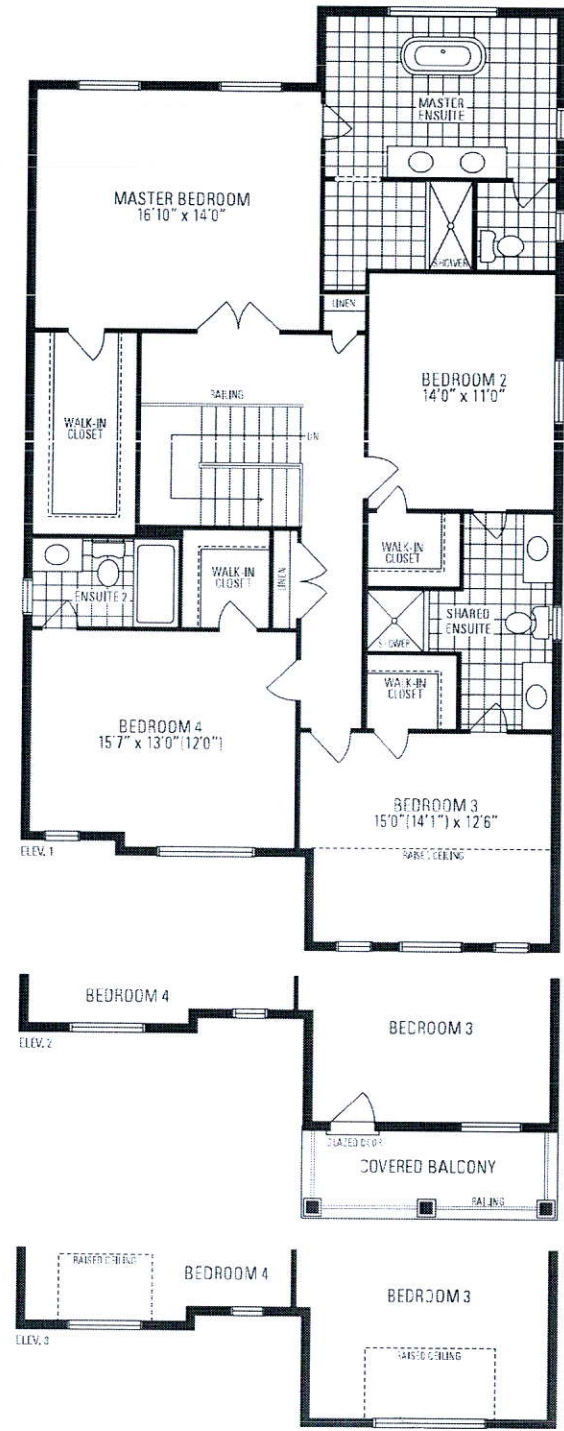 MASTER
ENSUITE
MASTER BEDROOM
16'10" x 14'0"
SHOWER
LINEN
BEDROOM 2
14'0" x 11'0"
RAILING
WALK-IN
CLOSET
DN
WALK-IN
CLOSET
WALK-IN
CLOSET
LINEN
ENSUITE 2
SHARED
ENSUITE
SHOWER
WALK-IN
CLOSET
BEDROOM 4
15'7" x 13'0"(12'0")
BEDROOM 3
15'0"(14'1") x 12'6"
RAISED CEILING
ELEV. 1
BEDROOM 4
BEDROOM 3
ELEV. 2
GLAZED DOOR
COVERED BALCONY
RAILING
RAISED CEILING
BEDROOM 4
BEDROOM 3
ELEV. 3
RAISED CEILING